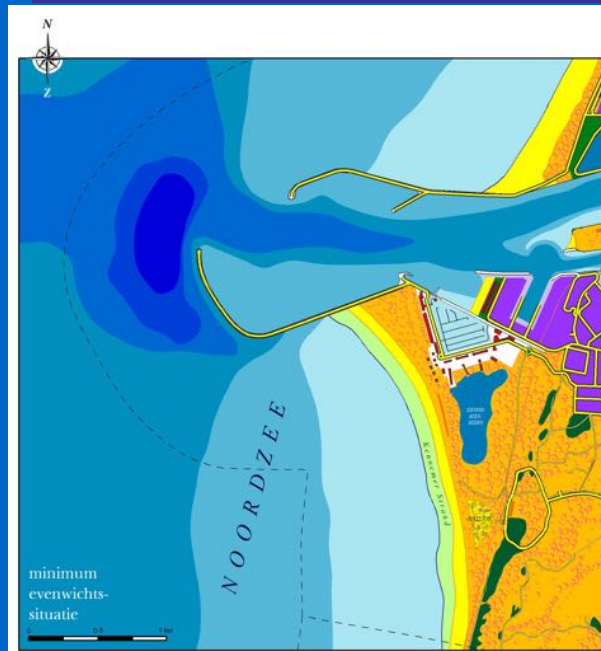 N
Z
NOORDZEE
Kennemer Strand
minimum
evenwichts-
situatie
0
0.5
1 km